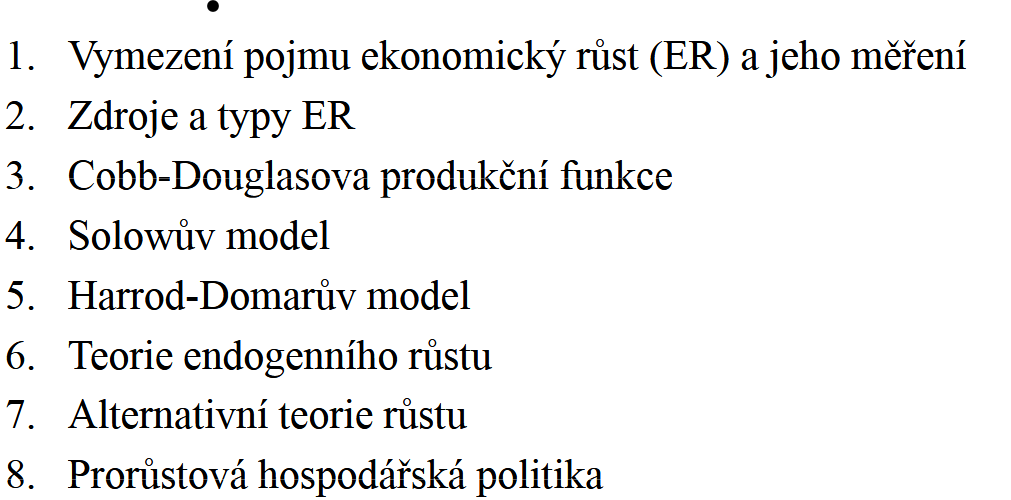 •
1. Vymezení pojmu ekonomický růst (ER) a jeho měření
2. Zdroje a typy ER
3. Cobb-Douglasova produkční funkce
4. Solowův model
5. Harrod-Domarův model
6. Teorie endogenního růstu
7. Alternativní teorie růstu
8. Prorůstová hospodářská politika